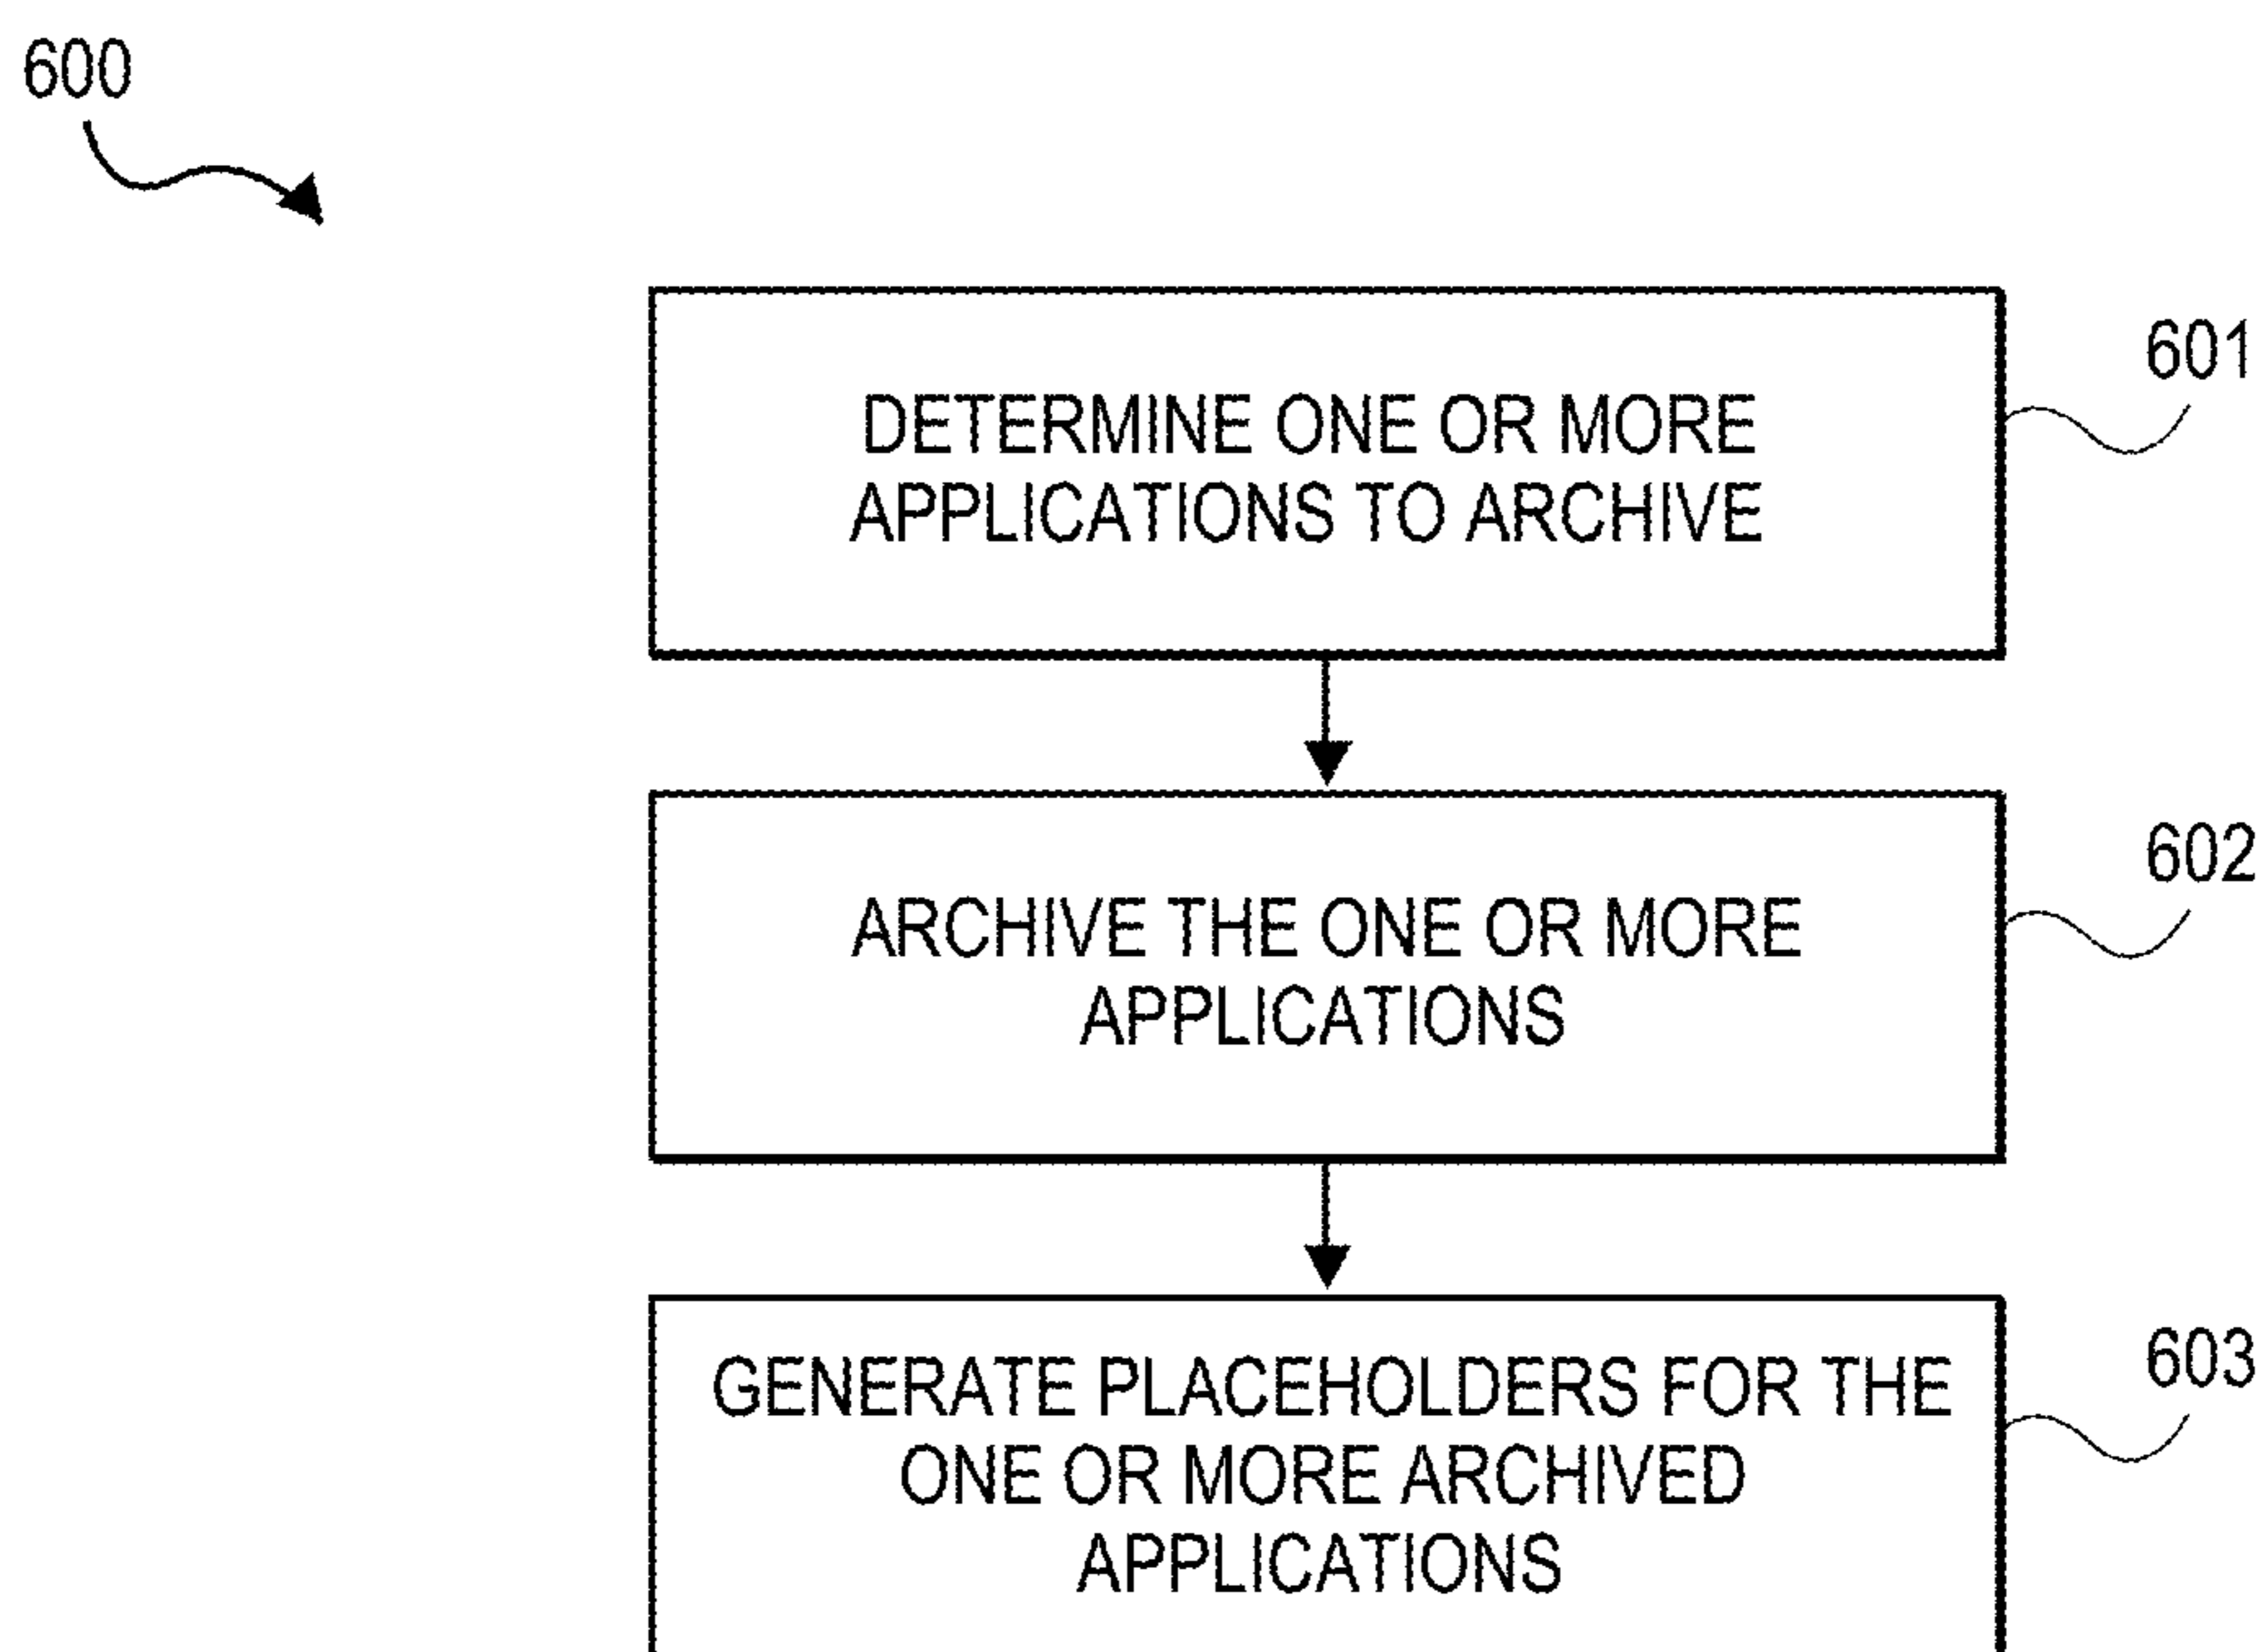 600
601
DETERMINE ONE OR MORE
APPLICATIONS TO ARCHIVE
602
ARCHIVE THE ONE OR MORE
APPLICATIONS
603
GENERATE PLACEHOLDERS FOR THE
ONE OR MORE ARCHIVED
APPLICATIONS